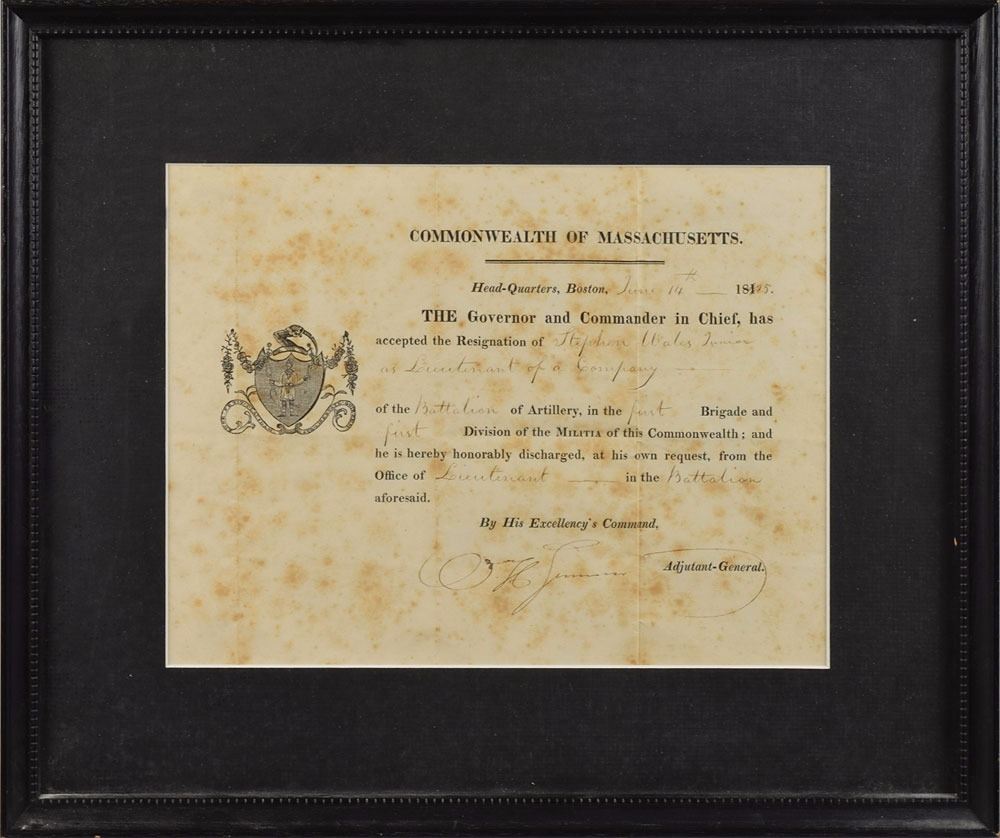 COMMONWEALTH OF MASSACHUSETTS.
Head-Quarters, Boston, June 14th 1825.
THE Governor and Commander in Chief, has
accepted the Resignation of Stephen Wales Junior
as Lieutenant of a Company
of the Battalion of Artillery, in the first Brigade and
first Division of the MILITIA of this Commonwealth; and
he is hereby honorably discharged, at his own request, from the
Office of Lieutenant in the Battalion
aforesaid.
By His Excellency's Command,
Wm H Sumner Adjutant-General.